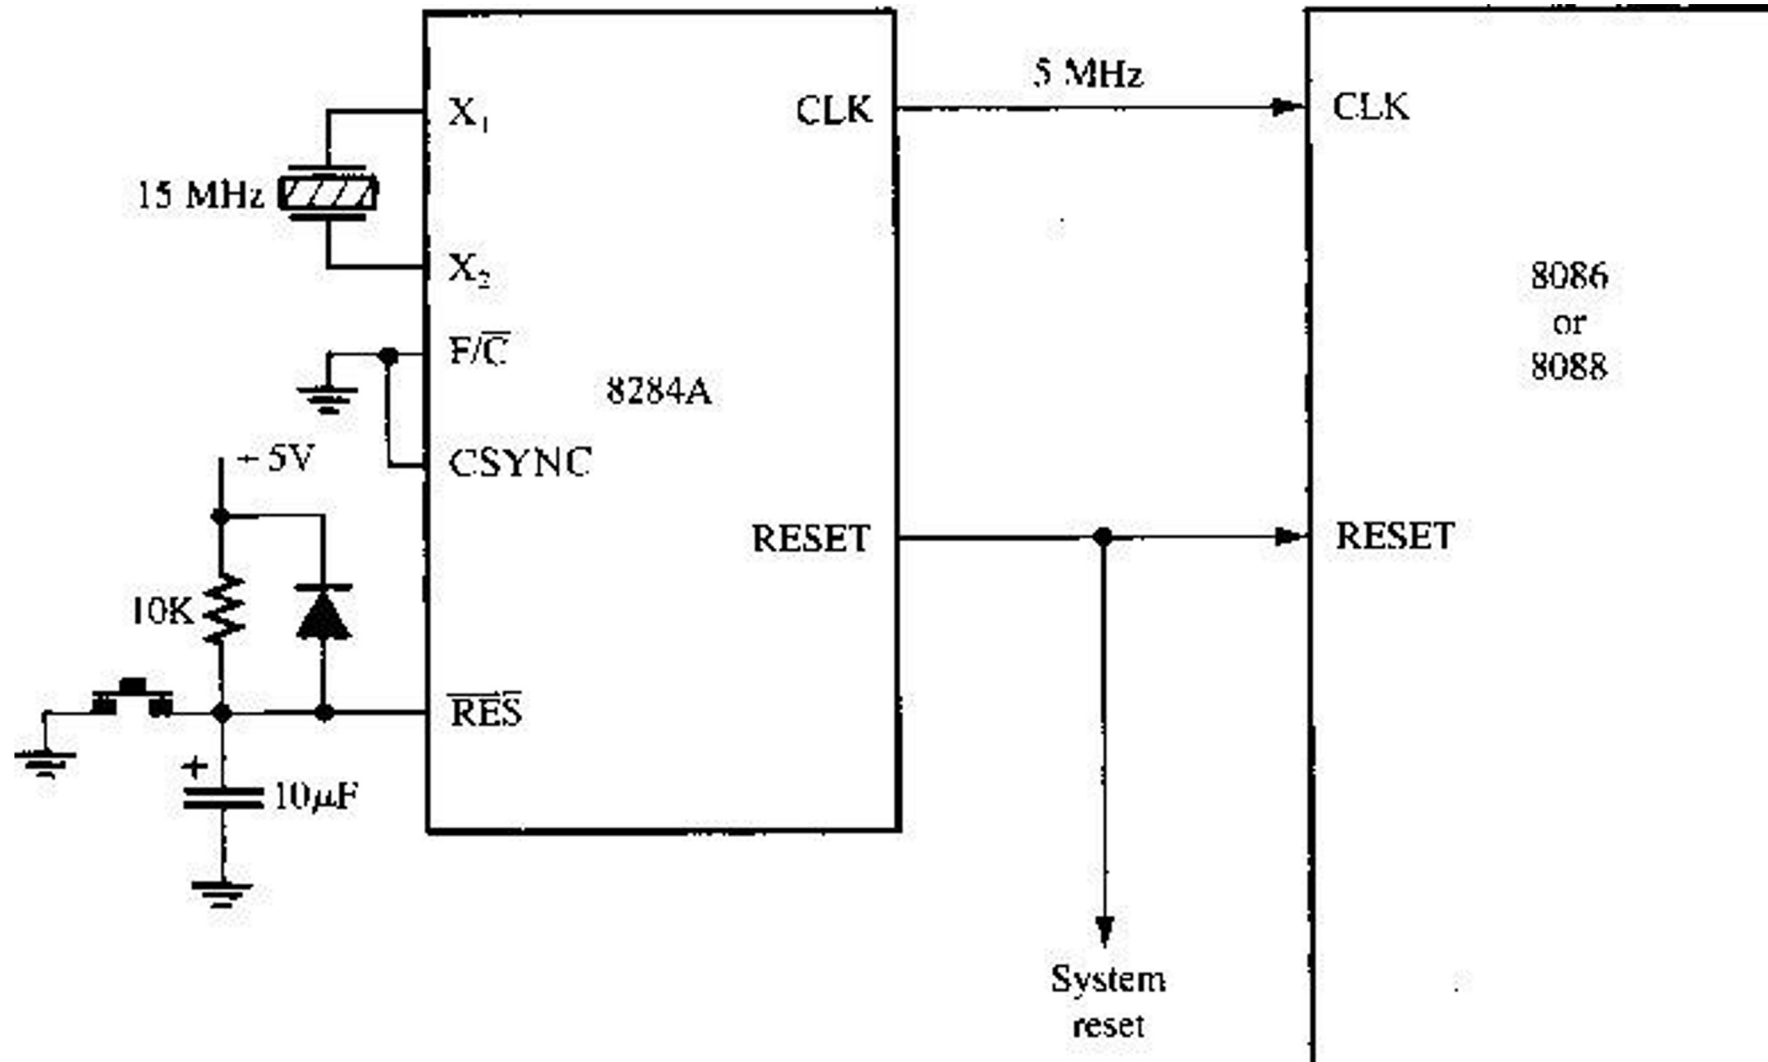 5 MHz
X₁
CLK
CLK
15 MHz
X₂
8086
or
8088
F/C̅
8284A
+5V
CSYNC
RESET
RESET
10K
R̅E̅S̅
+
10μF
System
reset